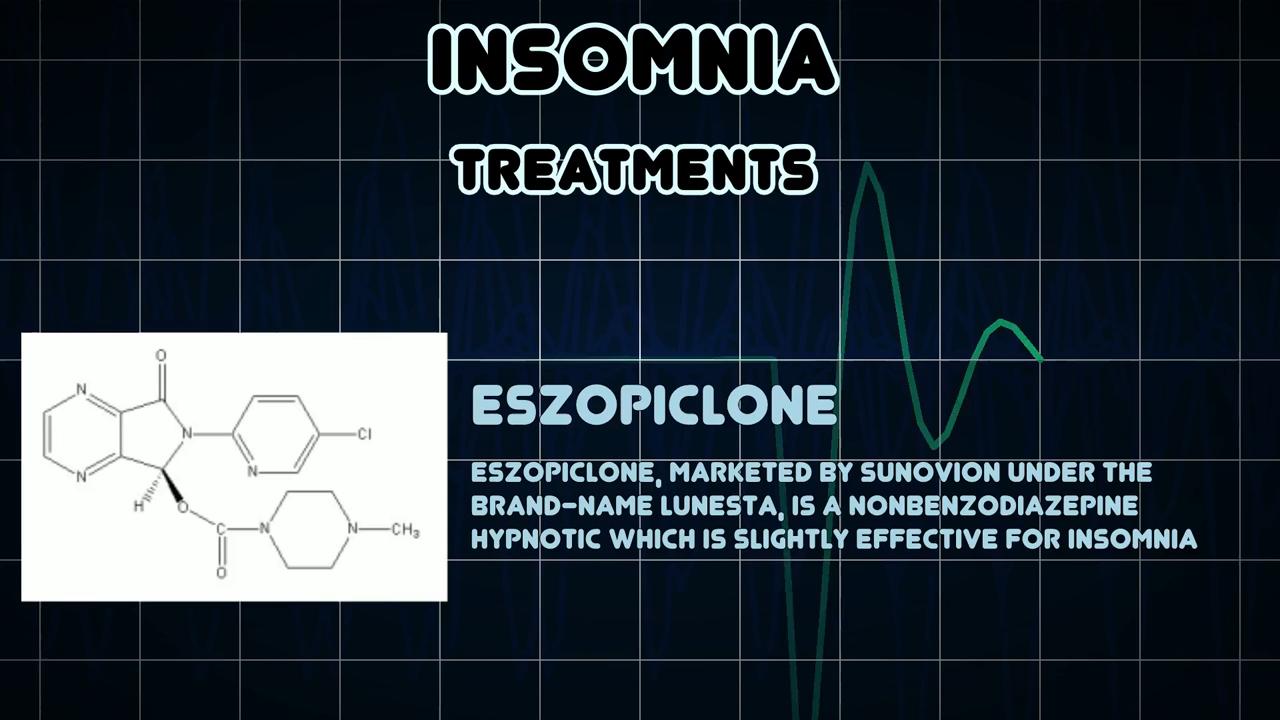 INSOMNIA
TREATMENTS
O
N
N
Cl
N
N
H
O
C
N
N
CH3
O
ESZOPICLONE
ESZOPICLONE, MARKETED BY SUNOVION UNDER THE
BRAND-NAME LUNESTA, IS A NONBENZODIAZEPINE
HYPNOTIC WHICH IS SLIGHTLY EFFECTIVE FOR INSOMNIA